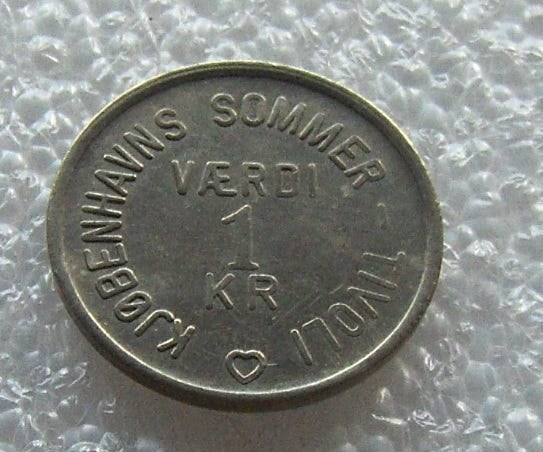 KJØBENHAVNS SOMMER TIVOLI
VÆRDI
1
KR